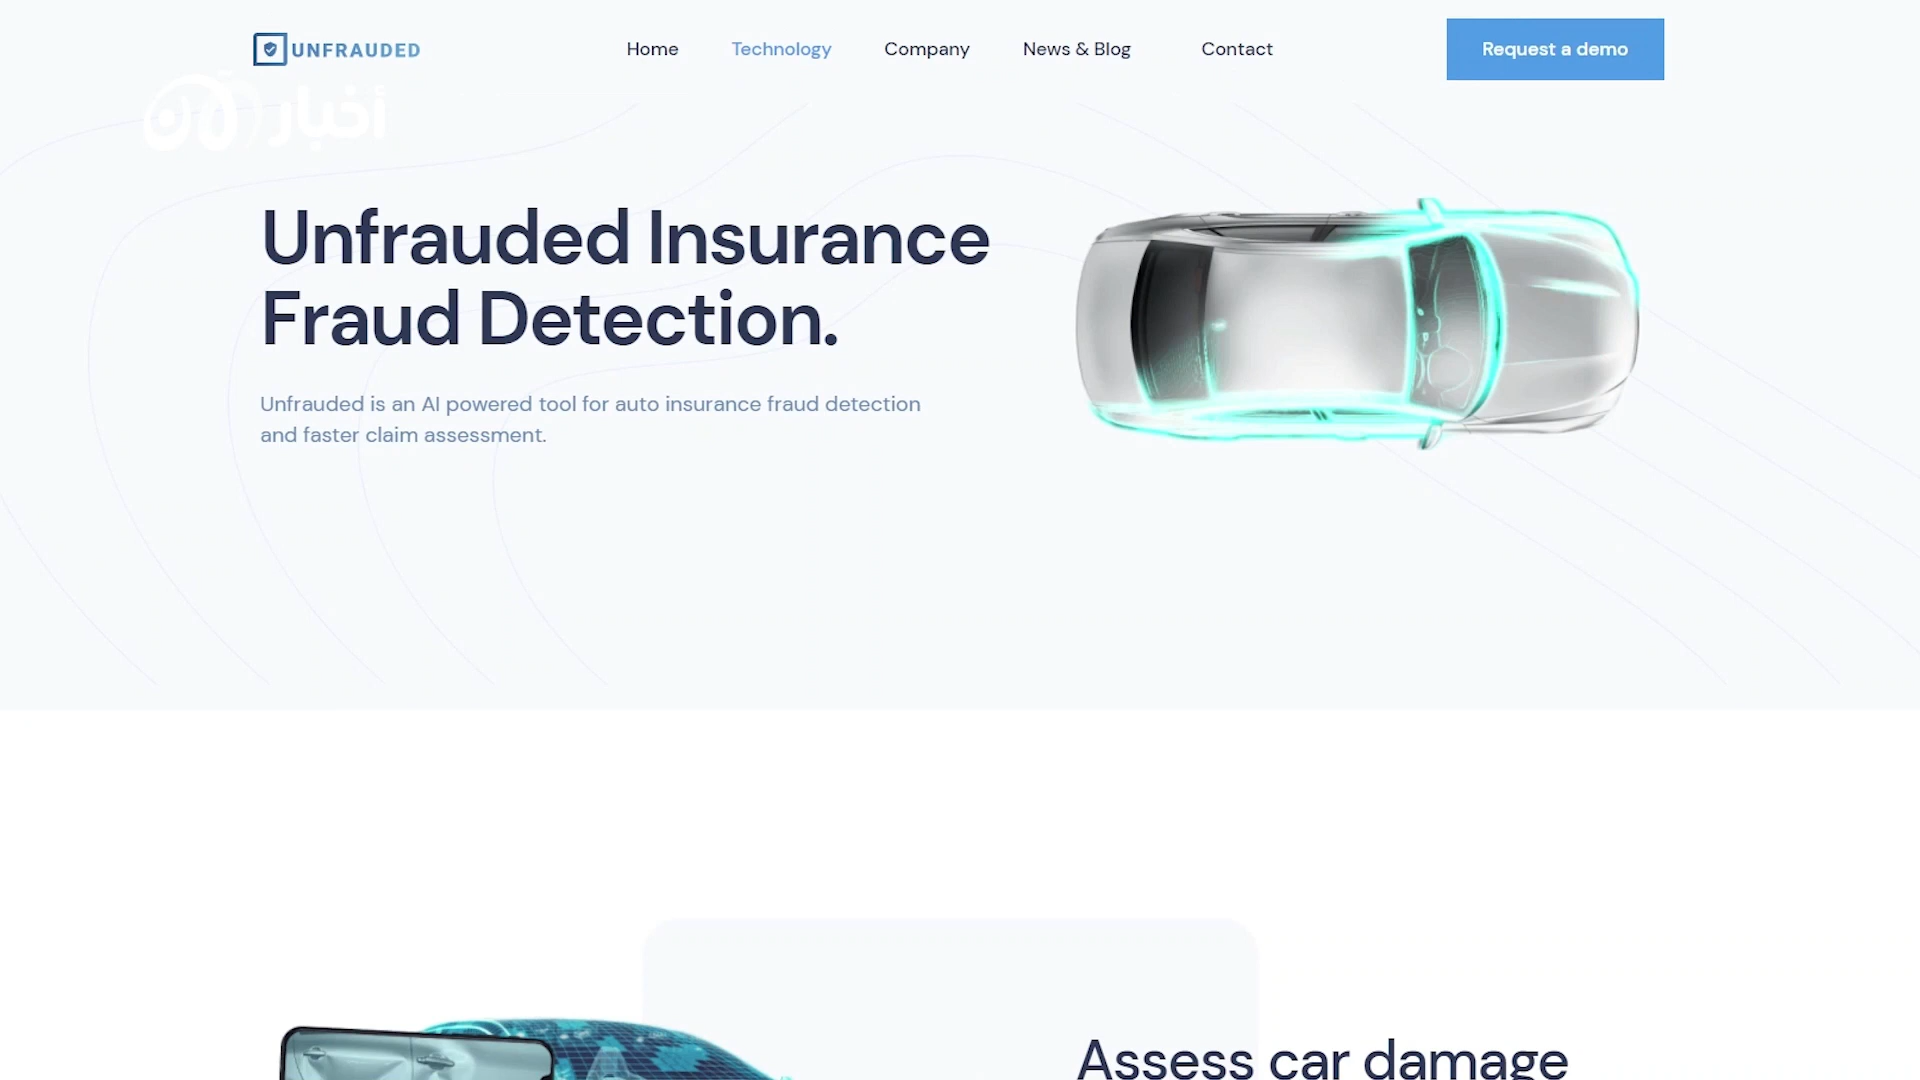 UNFRAUDED
Home
Technology
Company
News & Blog
Contact
Request a demo
أخبار الآن
Unfrauded Insurance
Fraud Detection.
Unfrauded is an AI powered tool for auto insurance fraud detection
and faster claim assessment.
Assess car damage